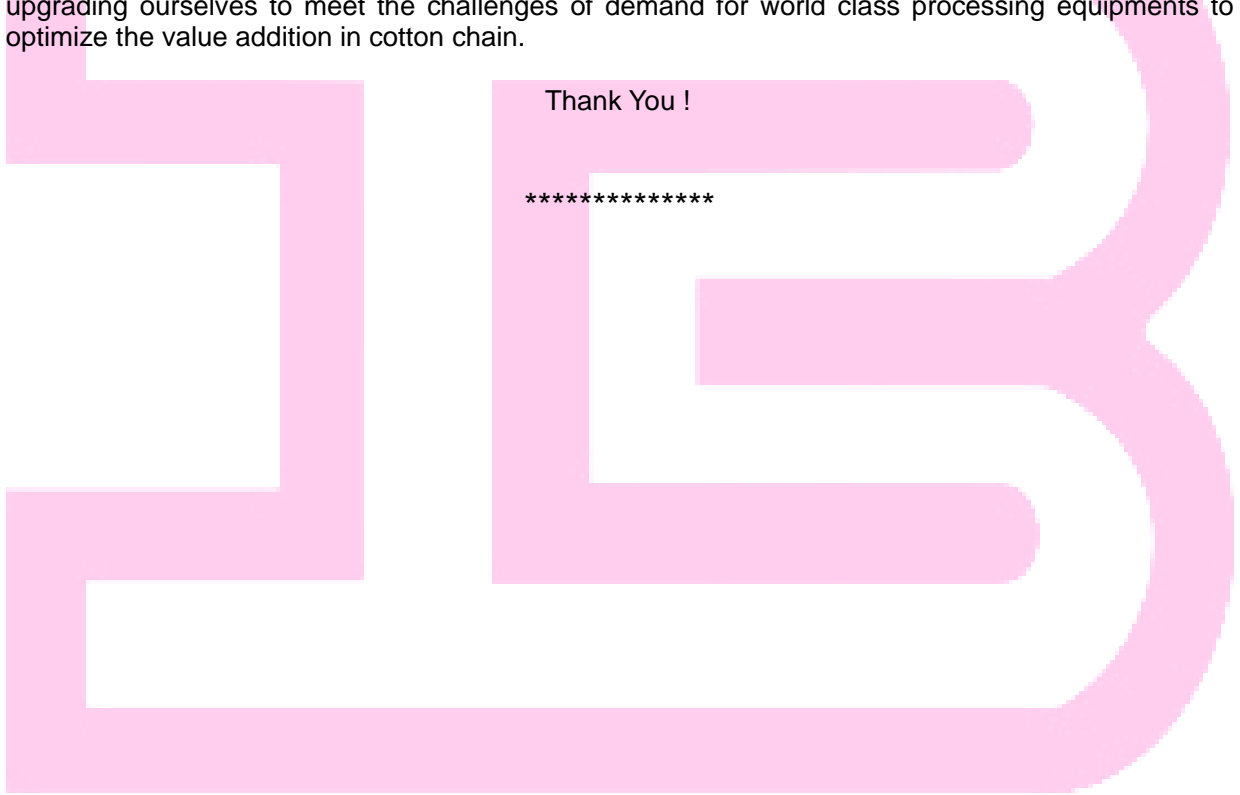 upgrading ourselves to meet the challenges of demand for world class processing equipments to
optimize the value addition in cotton chain.
Thank You !
**************